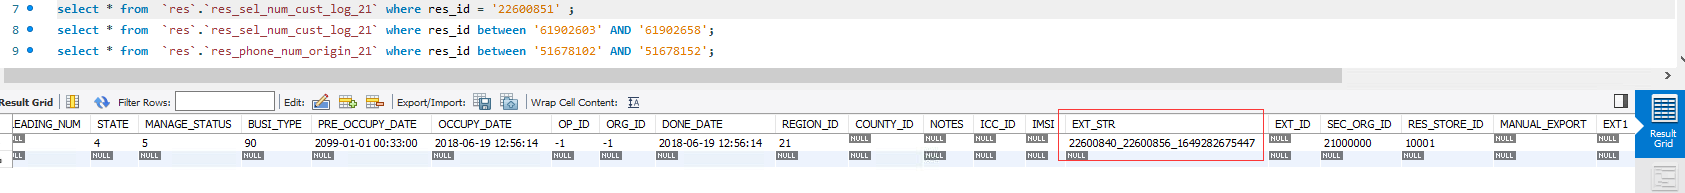 7 select * from `res`.`res_sel_num_cust_log_21` where res_id = '22600851' ;
8 select * from `res`.`res_sel_num_cust_log_21` where res_id between '61902603' AND '61902658';
9 select * from `res`.`res_phone_num_origin_21` where res_id between '51678102' AND '51678152';
Result Grid Filter Rows: Edit: Export/Import: Wrap Cell Content:
EADING_NUM STATE MANAGE_STATUS BUSI_TYPE PRE_OCCUPY_DATE OCCUPY_DATE OP_ID ORG_ID DONE_DATE REGION_ID COUNTY_ID NOTES ICC_ID IMSI EXT_STR EXT_ID SEC_ORG_ID RES_STORE_ID MANUAL_EXPORT EXT1
NULL 4 5 90 2099-01-01 00:33:00 2018-06-19 12:56:14 -1 -1 2018-06-19 12:56:14 21 NULL NULL NULL NULL 22600840_22600856_1649282675447 NULL 21000000 10001 NULL NULL
NULL NULL NULL NULL NULL NULL NULL NULL NULL NULL NULL NULL NULL NULL NULL NULL NULL NULL NULL
Result
Grid